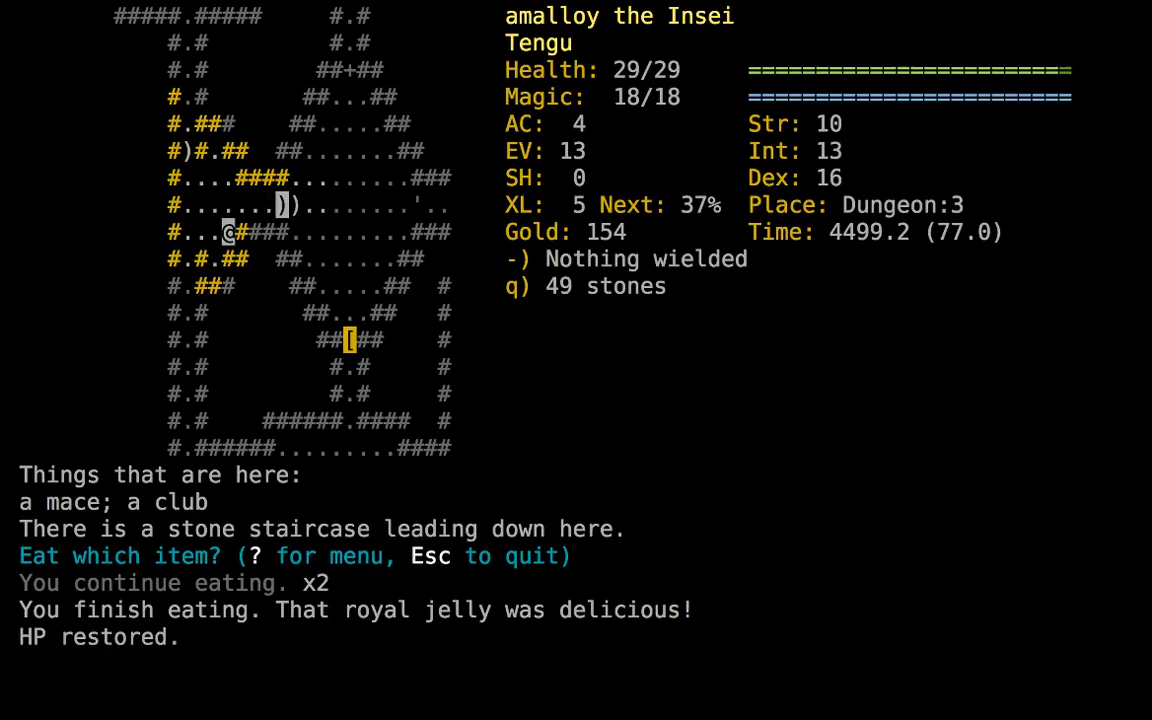 #####.#####     #.#      amalloy the Insei
    #.#         #.#      Tengu
    #.#        ##+##     Health: 29/29     ========================
    #.#       ##...##    Magic:  18/18     ========================
    #.###    ##.....##   AC:  4            Str: 10
    #)#.##  ##.......##  EV: 13            Int: 13
    #....####.........### SH:  0            Dex: 16
    #.......))........'.. XL:  5 Next: 37%  Place: Dungeon:3
    #...@####.........### Gold: 154         Time: 4499.2 (77.0)
    #.#.##  ##.......##  -) Nothing wielded
    #.###    ##.....##  # q) 49 stones
    #.#       ##...##   #
    #.#        ##[##    #
    #.#         #.#     #
    #.#         #.#     #
    #.#    ######.####  #
    #.######.........####
Things that are here:
a mace; a club
There is a stone staircase leading down here.
Eat which item? (? for menu, Esc to quit)
You continue eating. x2
You finish eating. That royal jelly was delicious!
HP restored.